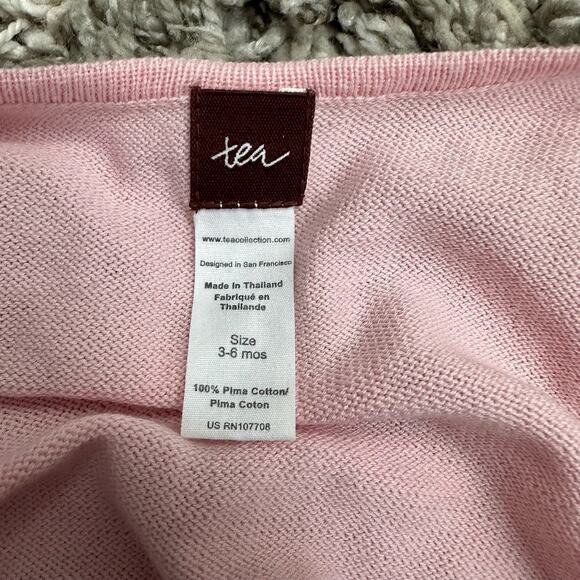 tea
www.teacollection.com
Designed in San Francisco
Made In Thailand
Fabriqué en
Thailande
Size
3-6 mos
100% Pima Cotton/
Pima Coton
US RN107708